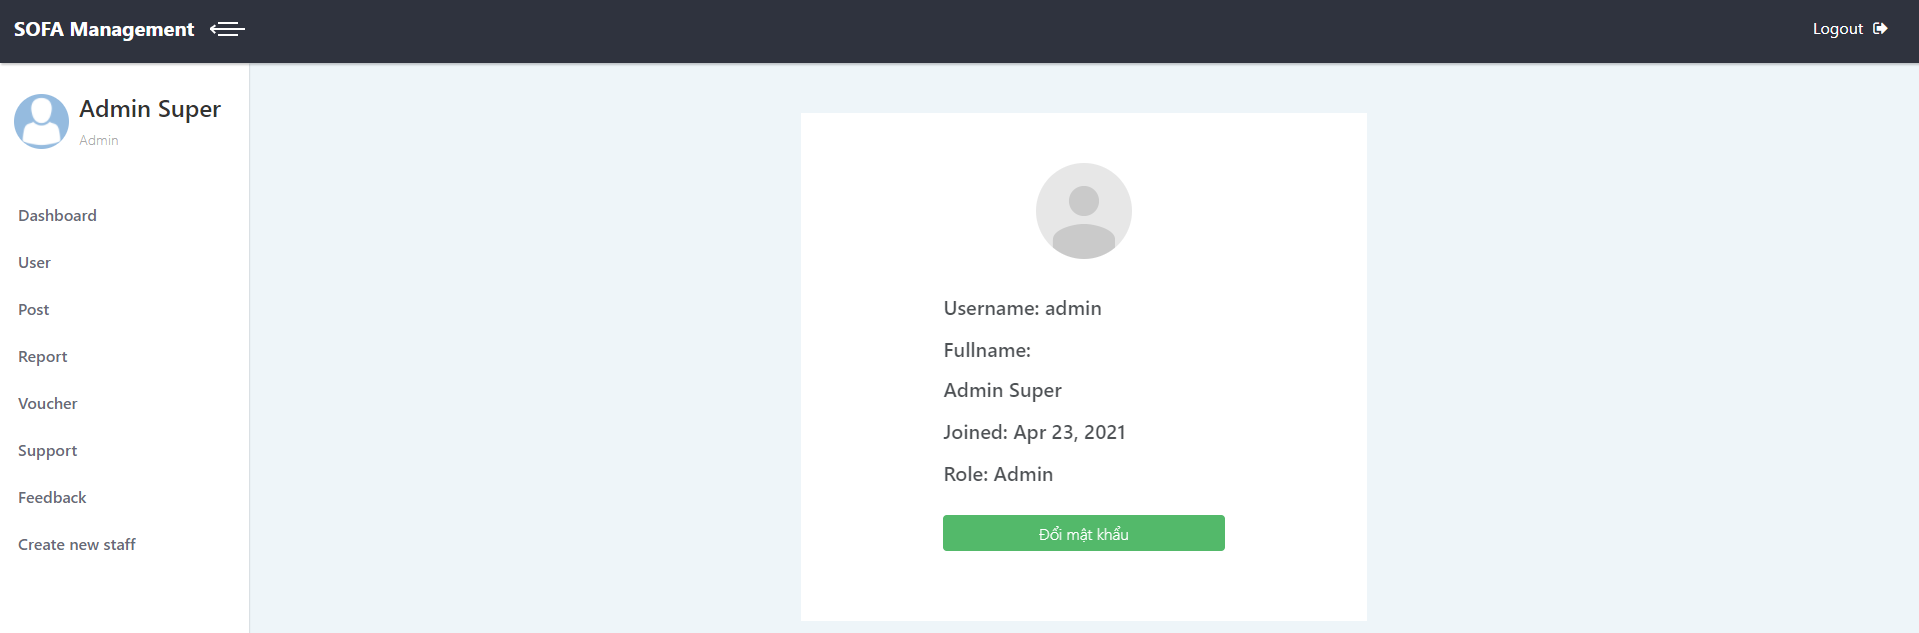 SOFA Management
Logout
Admin Super
Admin
Dashboard
User
Post
Report
Voucher
Support
Feedback
Create new staff
Username: admin
Fullname:
Admin Super
Joined: Apr 23, 2021
Role: Admin
Đổi mật khẩu